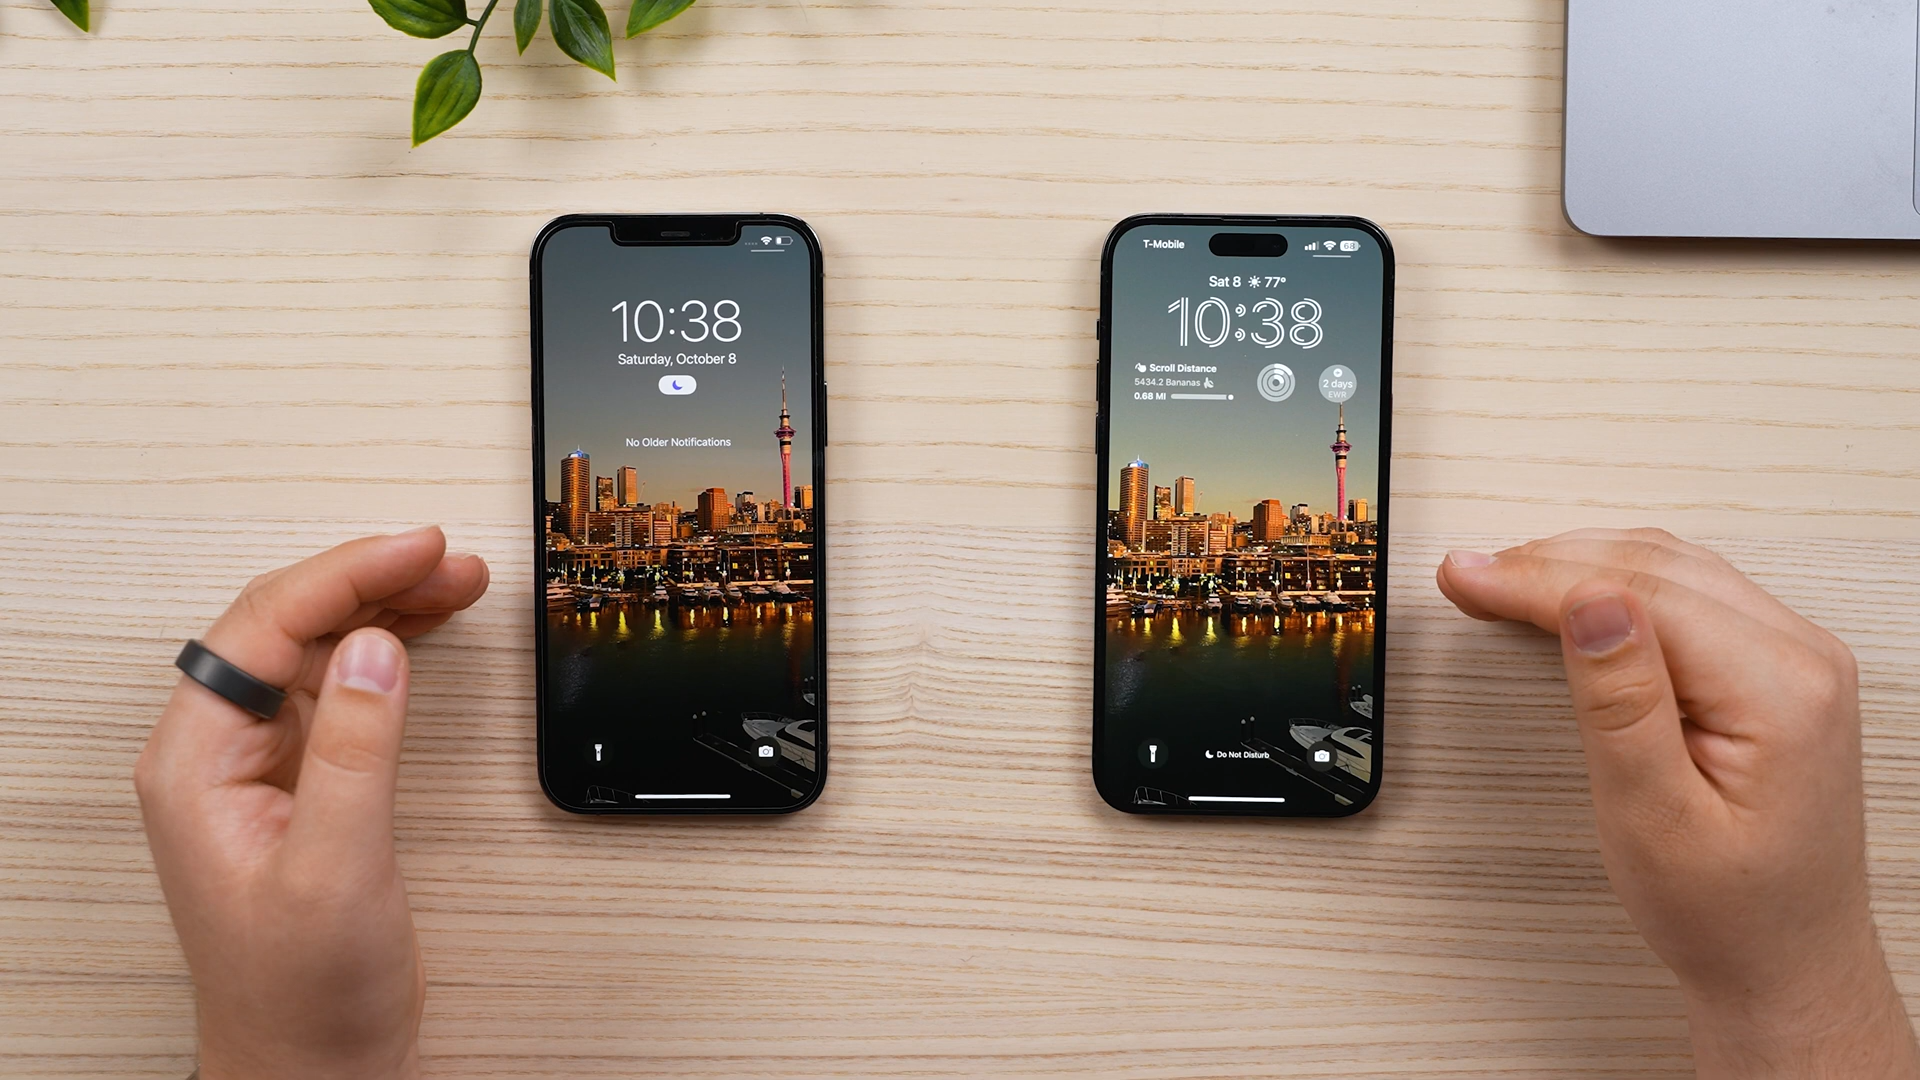 10:38
Saturday, October 8
No Older Notifications
T-Mobile
68
Sat 8 77°
10:38
Scroll Distance
5434.2 Bananas
0.68 MI
2 days
EWR
Do Not Disturb